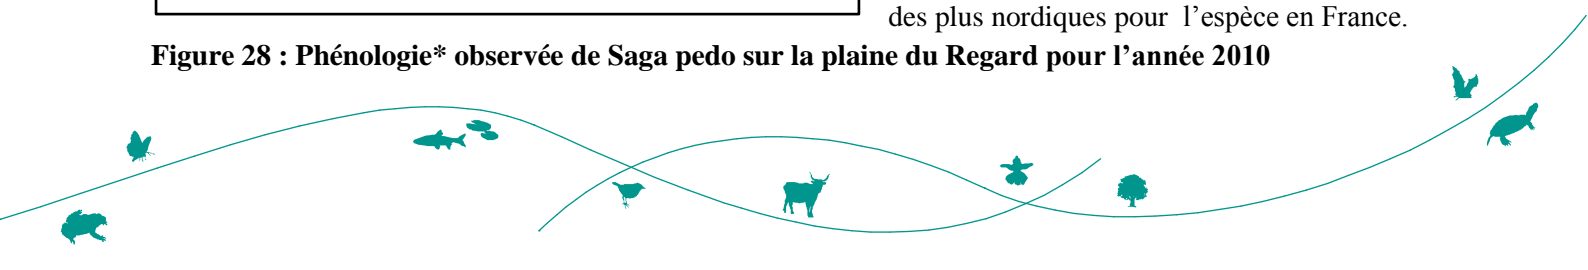 des plus nordiques pour l'espèce en France.
Figure 28 : Phénologie* observée de Saga pedo sur la plaine du Regard pour l'année 2010